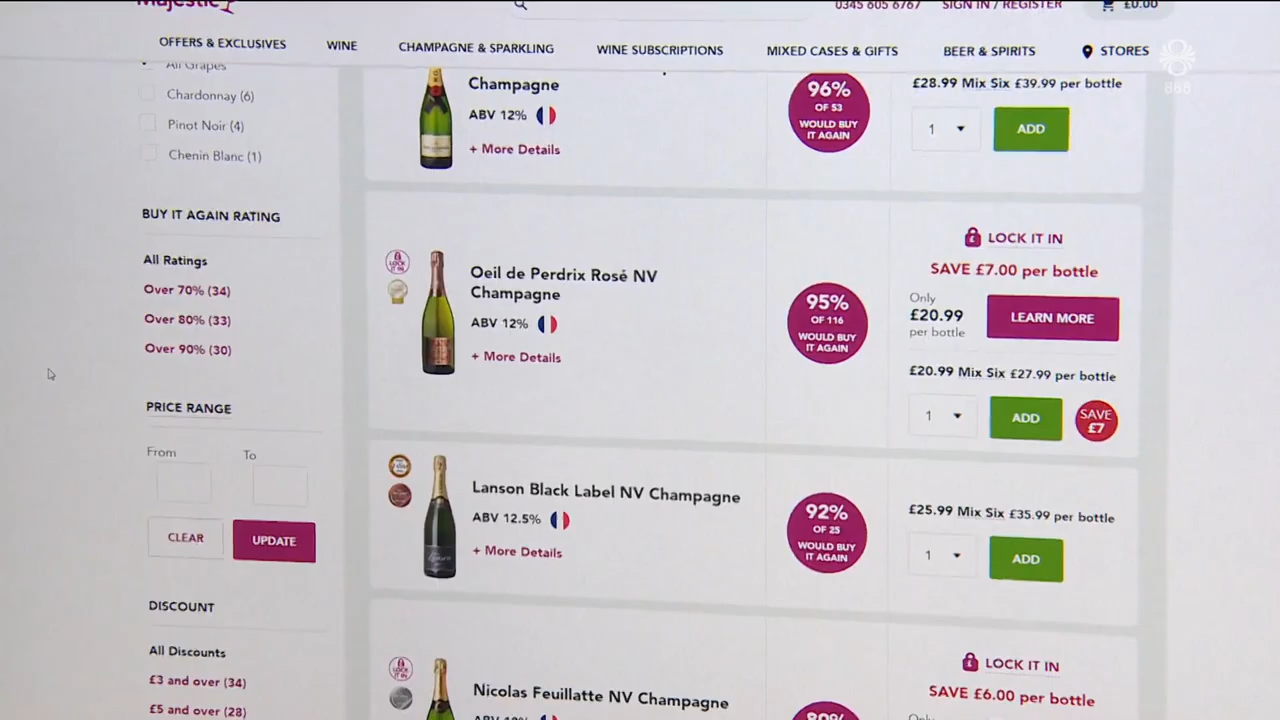 Majestic
0345 605 6767
SIGN IN / REGISTER
£0.00
OFFERS & EXCLUSIVES
WINE
CHAMPAGNE & SPARKLING
WINE SUBSCRIPTIONS
MIXED CASES & GIFTS
BEER & SPIRITS
STORES
888
All Grapes
Chardonnay (6)
Pinot Noir (4)
Chenin Blanc (1)
BUY IT AGAIN RATING
All Ratings
Over 70% (34)
Over 80% (33)
Over 90% (30)
PRICE RANGE
From To
CLEAR UPDATE
DISCOUNT
All Discounts
£3 and over (34)
£5 and over (28)
Champagne
ABV 12%
+ More Details
96%
OF 53
WOULD BUY
IT AGAIN
£28.99 Mix Six £39.99 per bottle
1 ADD
LOCK
IT IN
Oeil de Perdrix Rosé NV
Champagne
ABV 12%
+ More Details
95%
OF 116
WOULD BUY
IT AGAIN
LOCK IT IN
SAVE £7.00 per bottle
Only
£20.99
per bottle
LEARN MORE
£20.99 Mix Six £27.99 per bottle
1 ADD
SAVE
£7
Lanson Black Label NV Champagne
ABV 12.5%
+ More Details
Lanson
92%
OF 25
WOULD BUY
IT AGAIN
£25.99 Mix Six £35.99 per bottle
1 ADD
LOCK
IT IN
Nicolas Feuillatte NV Champagne
ABV 12%
LOCK IT IN
SAVE £6.00 per bottle
Only